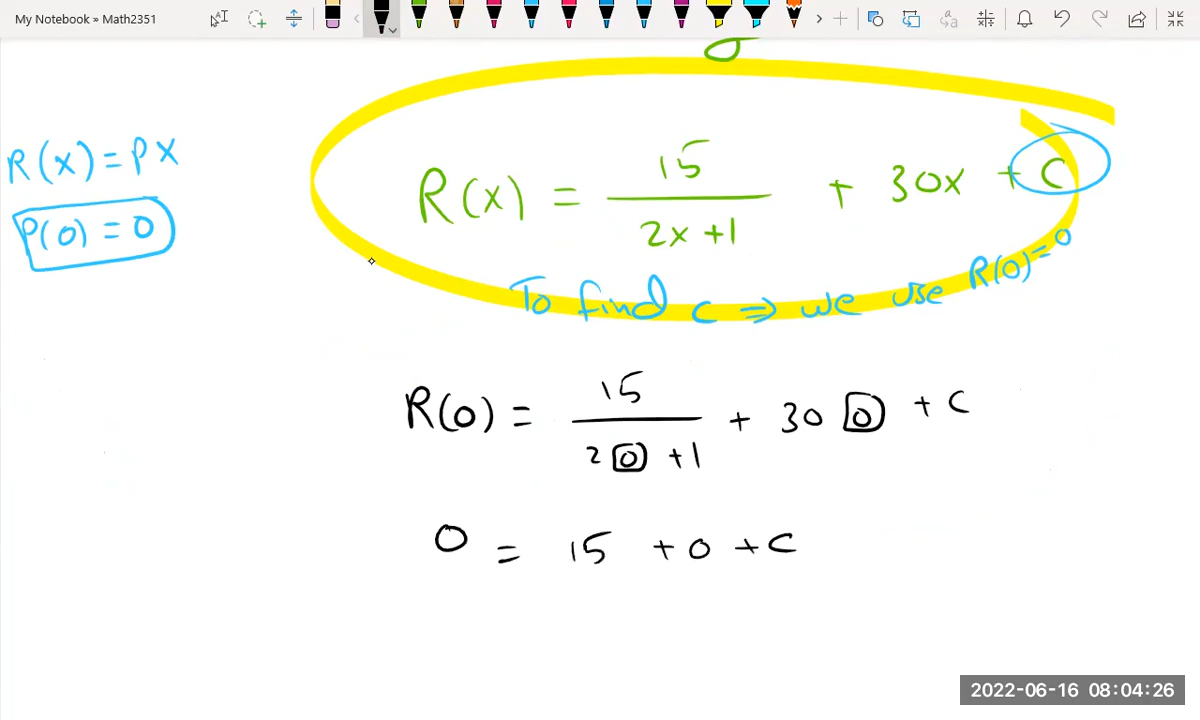 My Notebook » Math2351
R(x) = px
P(0) = 0
R(x) = 15/(2x+1) + 30x + C
To find c ⇒ we use R(0)=0
R(0) = 15/(2[0]+1) + 30[0] + C
0 = 15 + 0 + C
2022-06-16 08:04:26